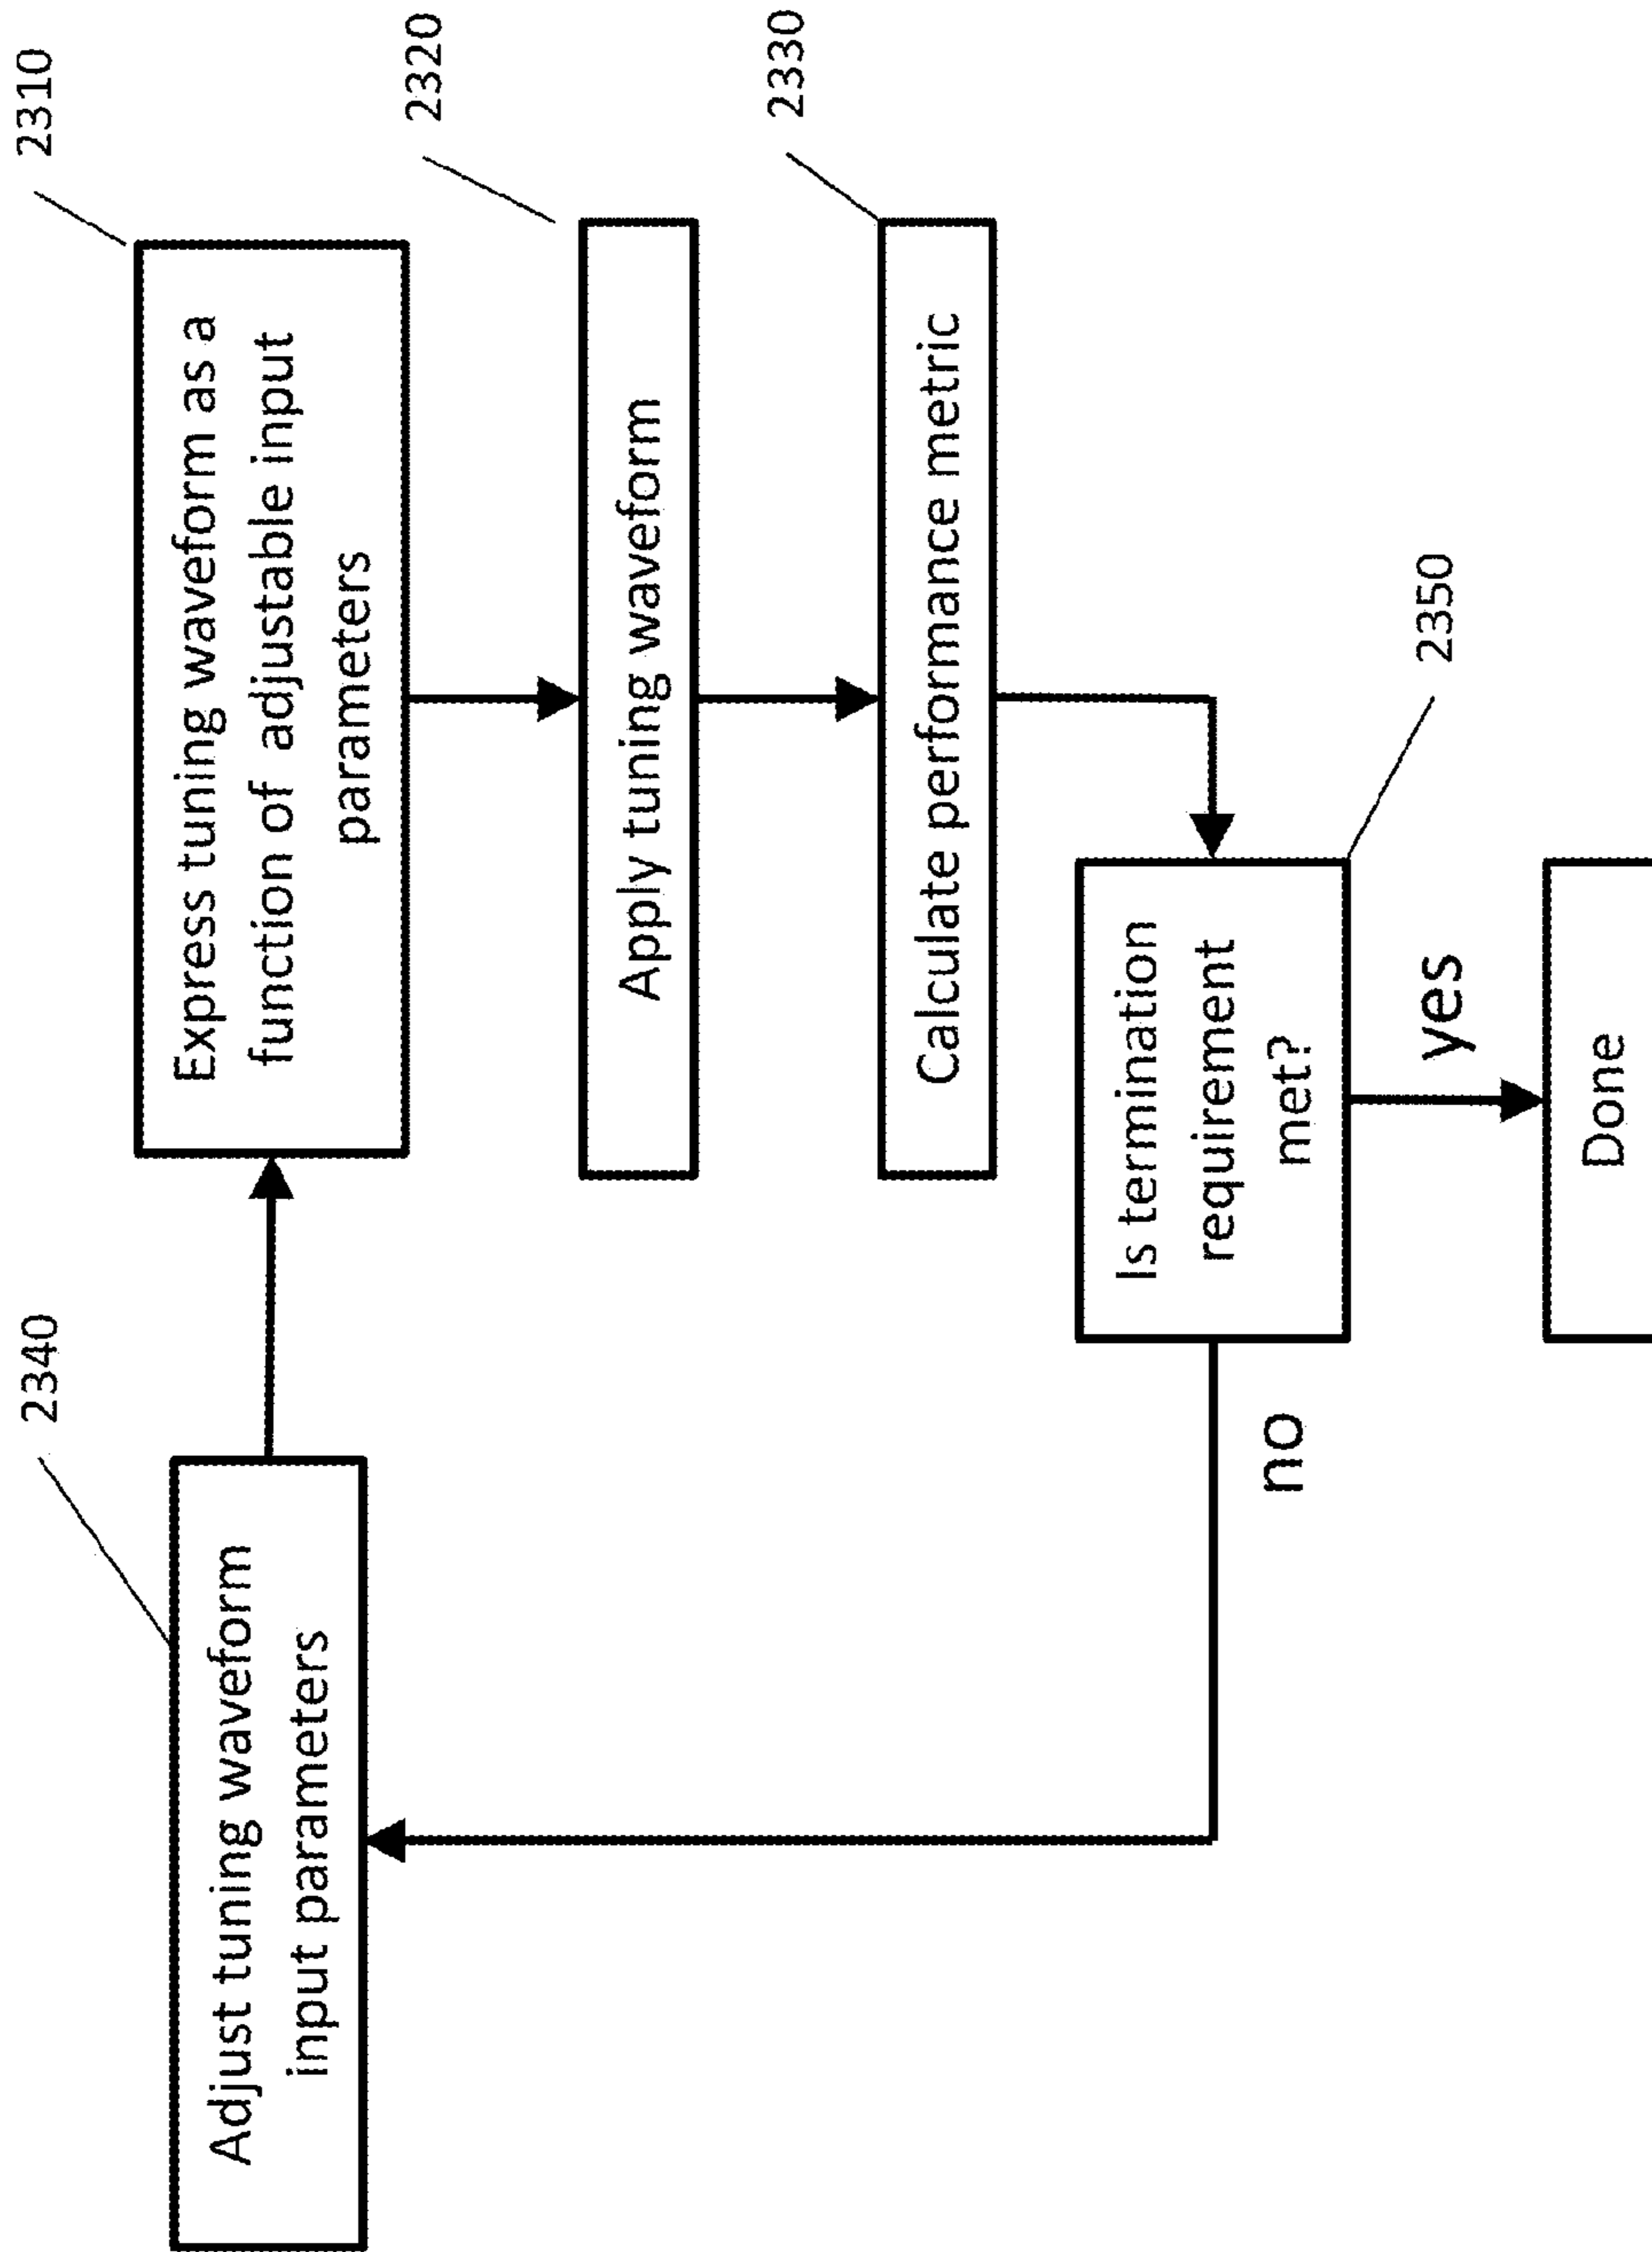 2310
Express tuning waveform as a
function of adjustable input
parameters
2320
Apply tuning waveform
2330
Calculate performance metric
2340
Adjust tuning waveform
input parameters
2350
Is termination
requirement
met?
no
yes
Done